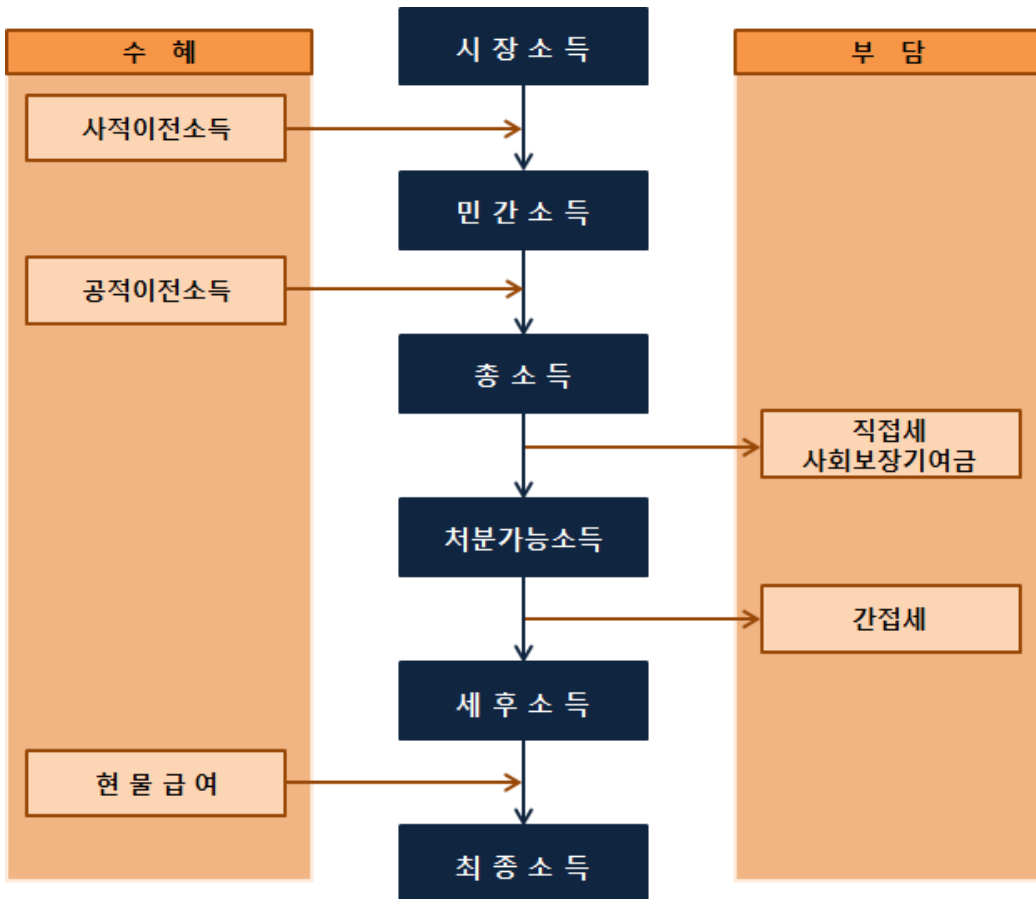 시 장 소 득
수 혜
부 담
사적이전소득
민 간 소 득
공적이전소득
총 소 득
직접세
사회보장기여금
처분가능소득
간접세
세 후 소 득
현 물 급 여
최 종 소 득